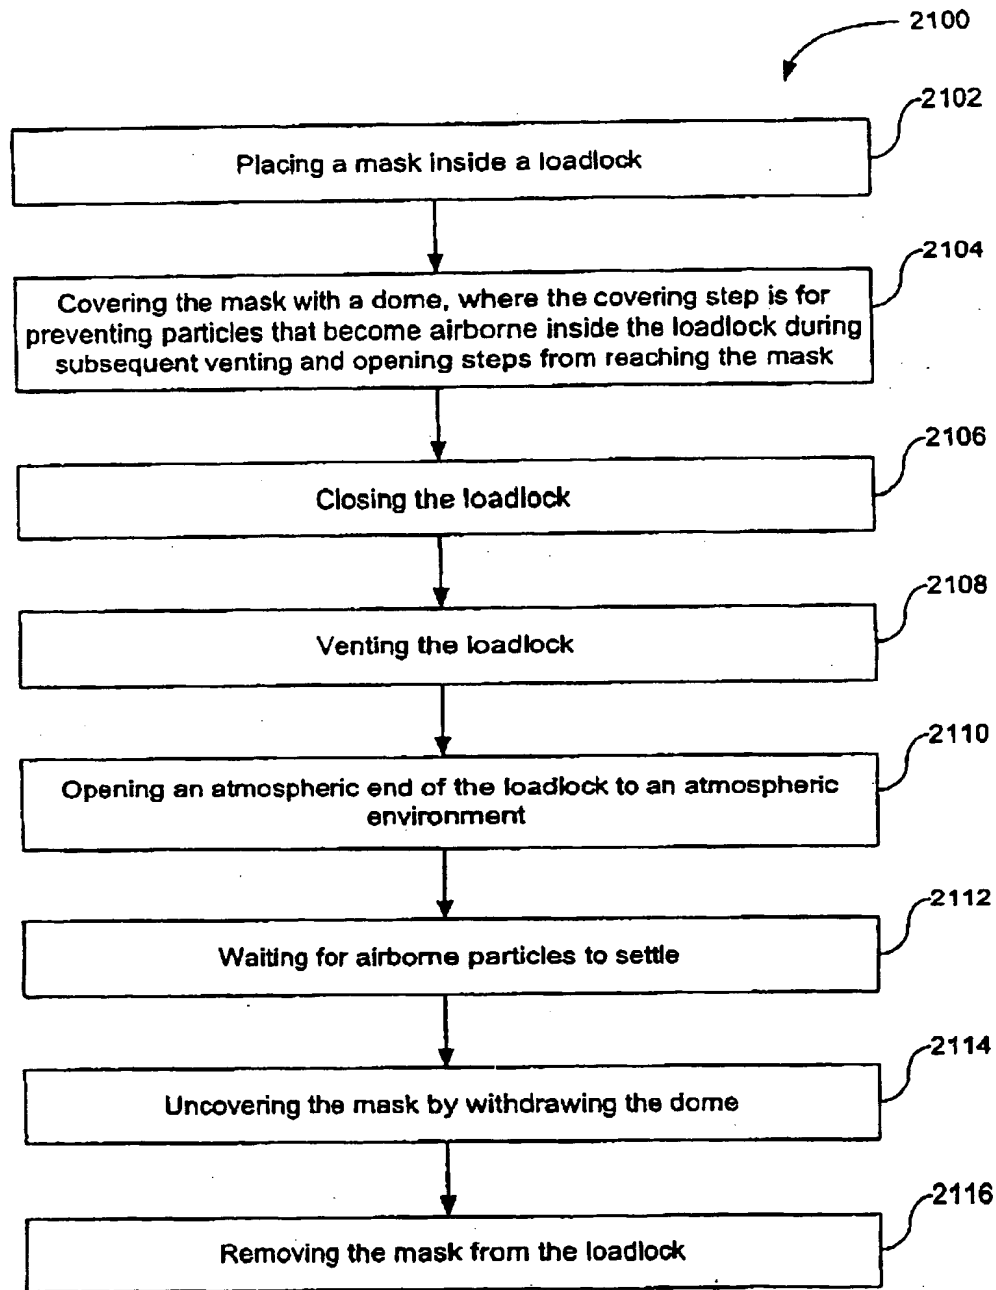 2100
2102
Placing a mask inside a loadlock
2104
Covering the mask with a dome, where the covering step is for
preventing particles that become airborne inside the loadlock during
subsequent venting and opening steps from reaching the mask
2106
Closing the loadlock
2108
Venting the loadlock
2110
Opening an atmospheric end of the loadlock to an atmospheric
environment
2112
Waiting for airborne particles to settle
2114
Uncovering the mask by withdrawing the dome
2116
Removing the mask from the loadlock